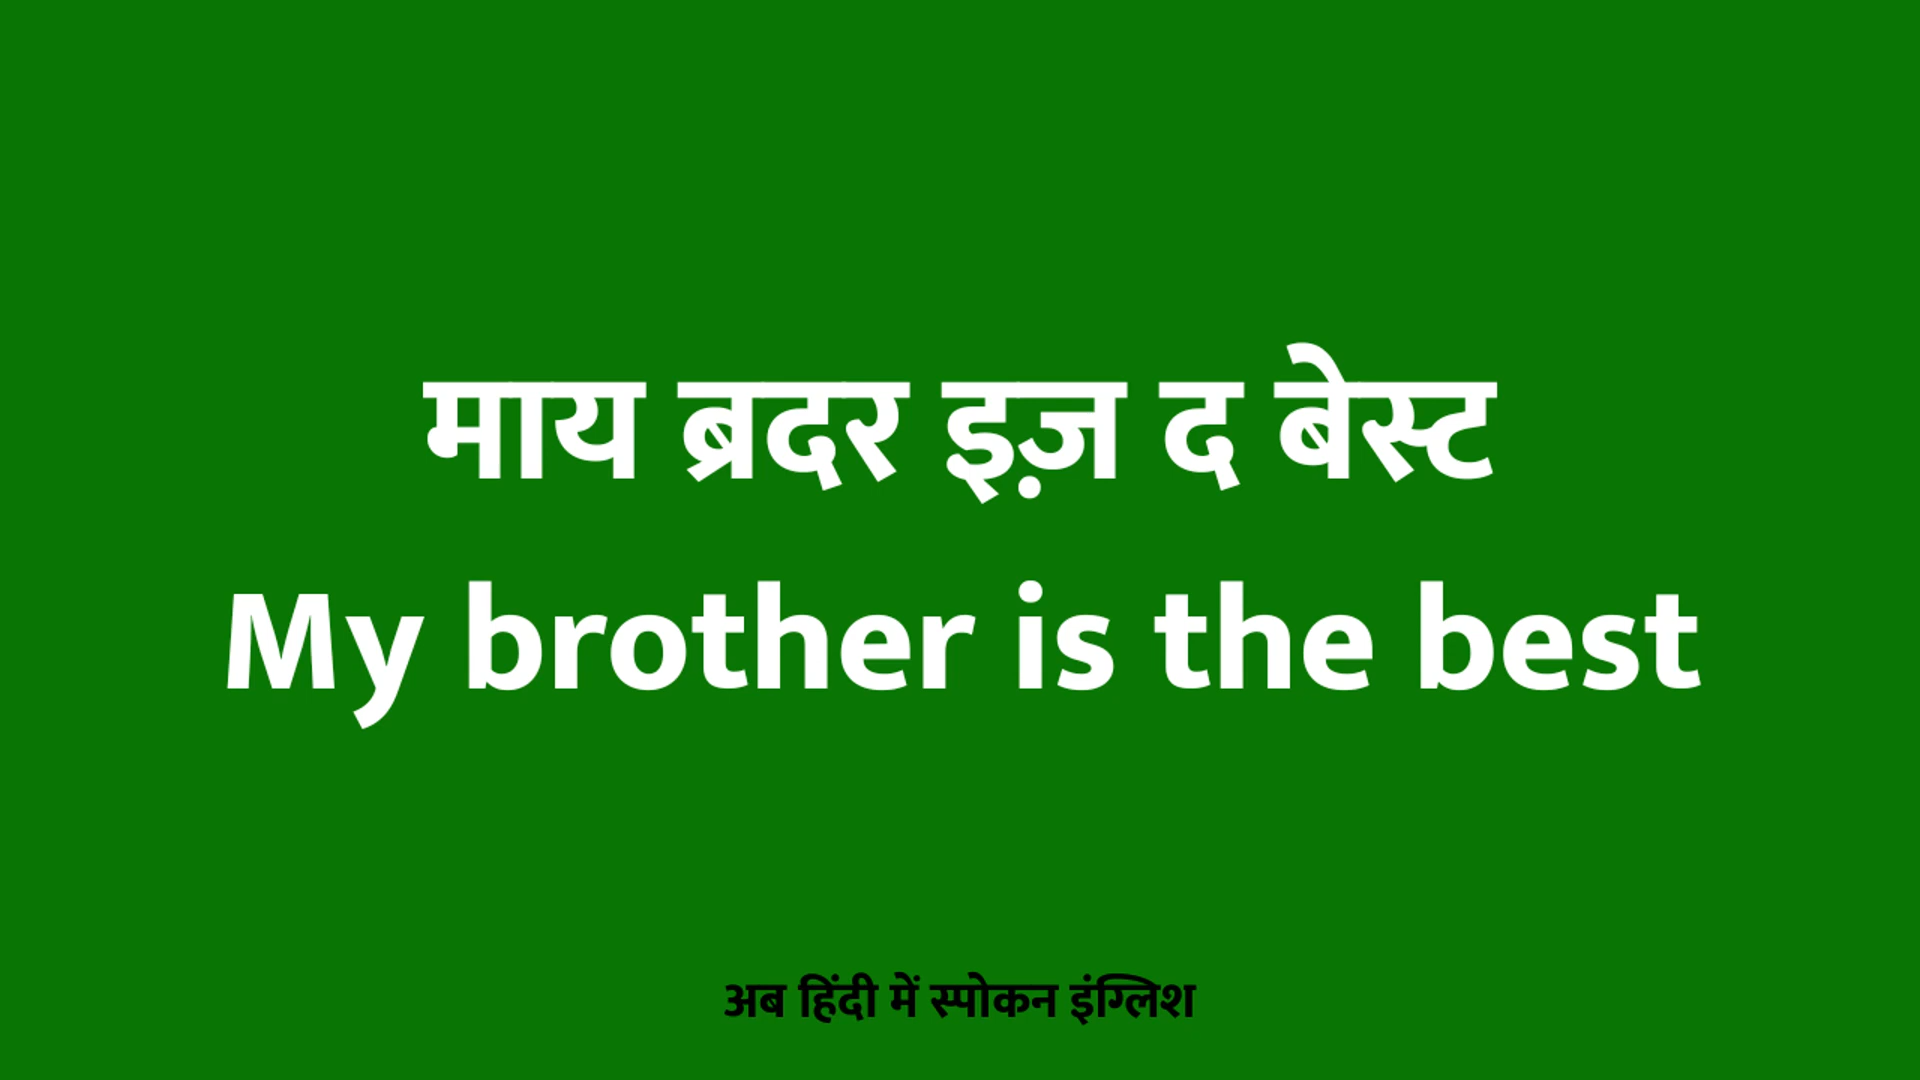 माय ब्रदर इज़ द बेस्ट
My brother is the best
अब हिंदी में स्पोकन इंग्लिश